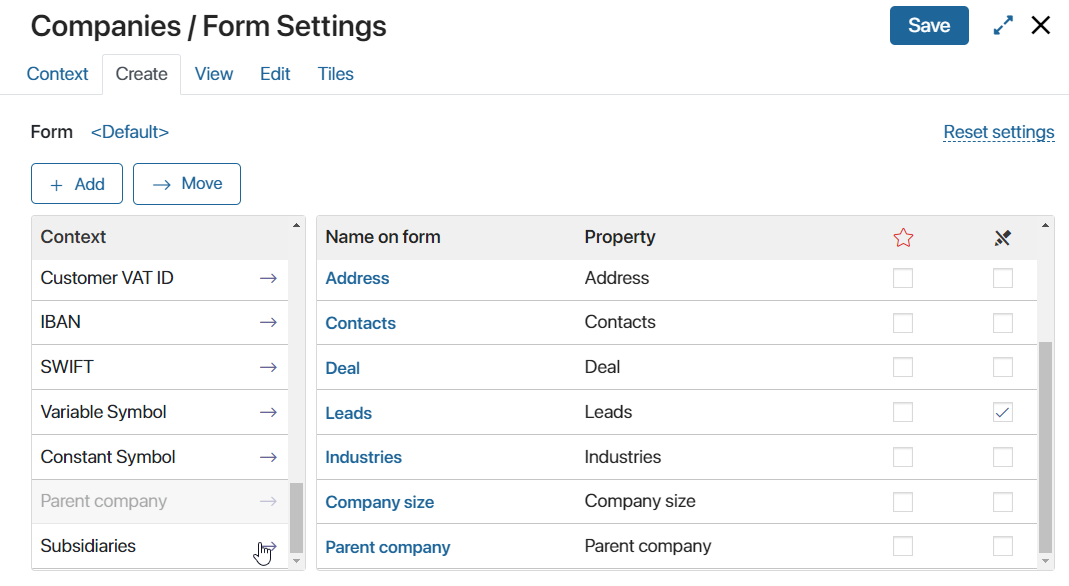 Companies / Form Settings
Save
Context Create View Edit Tiles
Form <Default>
Reset settings
+ Add
→ Move
Context
Customer VAT ID →
IBAN →
SWIFT →
Variable Symbol →
Constant Symbol →
Parent company →
Subsidiaries →
Name on form Property
Address Address
Contacts Contacts
Deal Deal
Leads Leads
Industries Industries
Company size Company size
Parent company Parent company